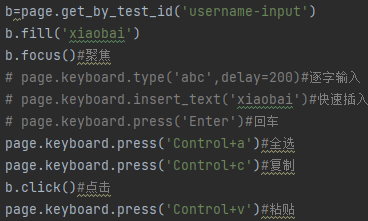 b=page.get_by_test_id('username-input')
b.fill('xiaobai')
b.focus()#聚焦
# page.keyboard.type('abc',delay=200)#逐字输入
# page.keyboard.insert_text('xiaobai')#快速插入
# page.keyboard.press('Enter')#回车
page.keyboard.press('Control+a')#全选
page.keyboard.press('Control+c')#复制
b.click()#点击
page.keyboard.press('Control+v')#粘贴